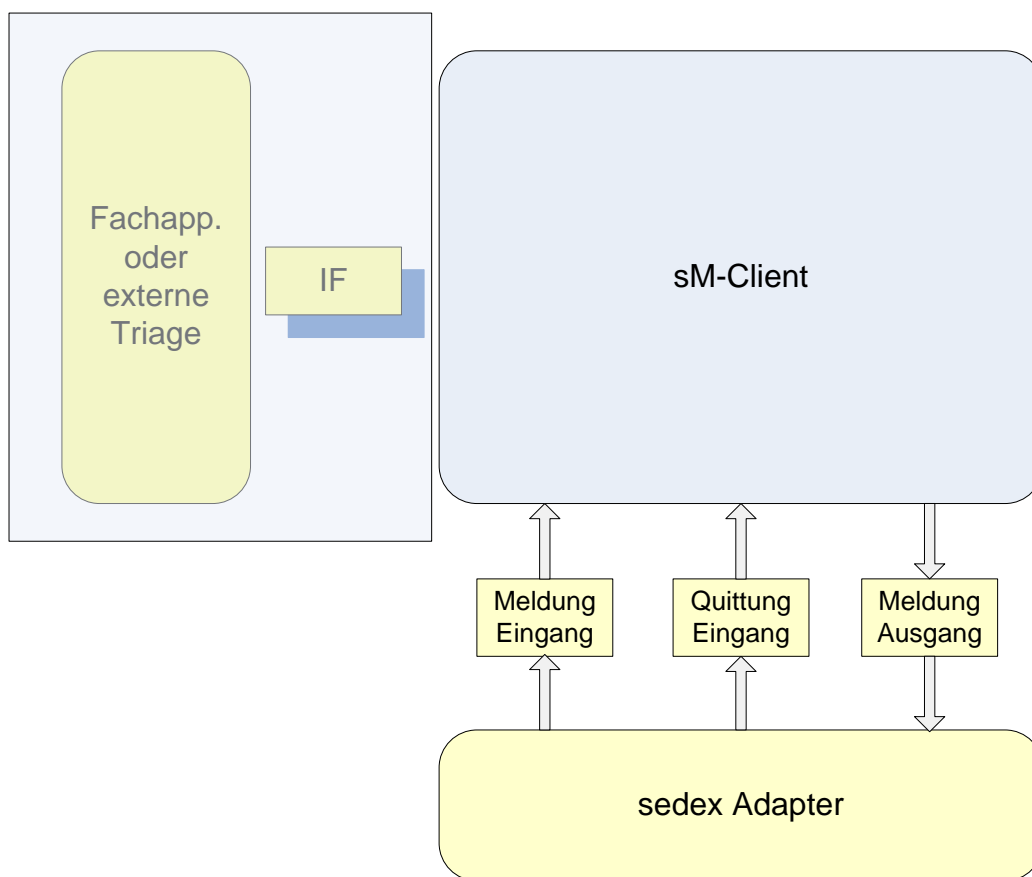 Fachapp.
oder
externe
Triage
IF
sM-Client
Meldung
Eingang
Quittung
Eingang
Meldung
Ausgang
sedex Adapter